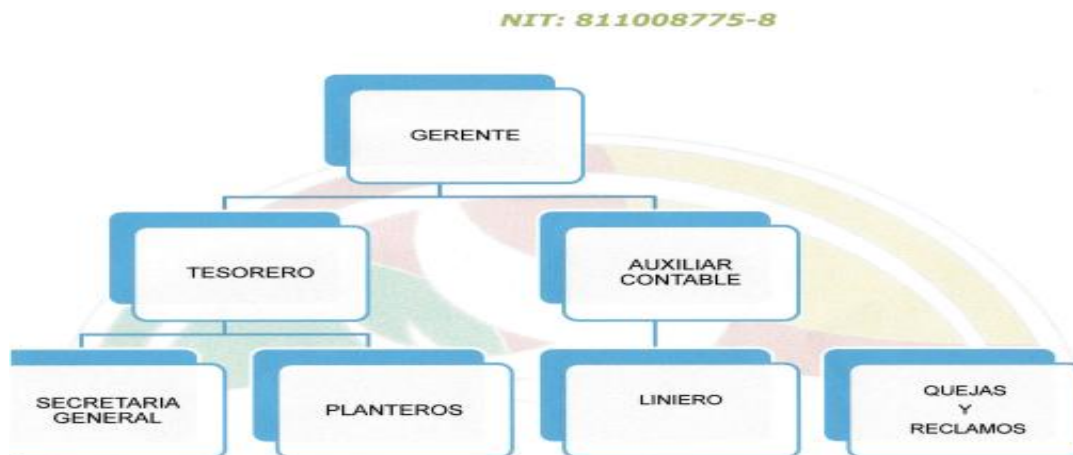 NIT: 811008775-8
GERENTE
TESORERO
AUXILIAR
CONTABLE
SECRETARIA
GENERAL
PLANTEROS
LINIERO
QUEJAS
Y
RECLAMOS